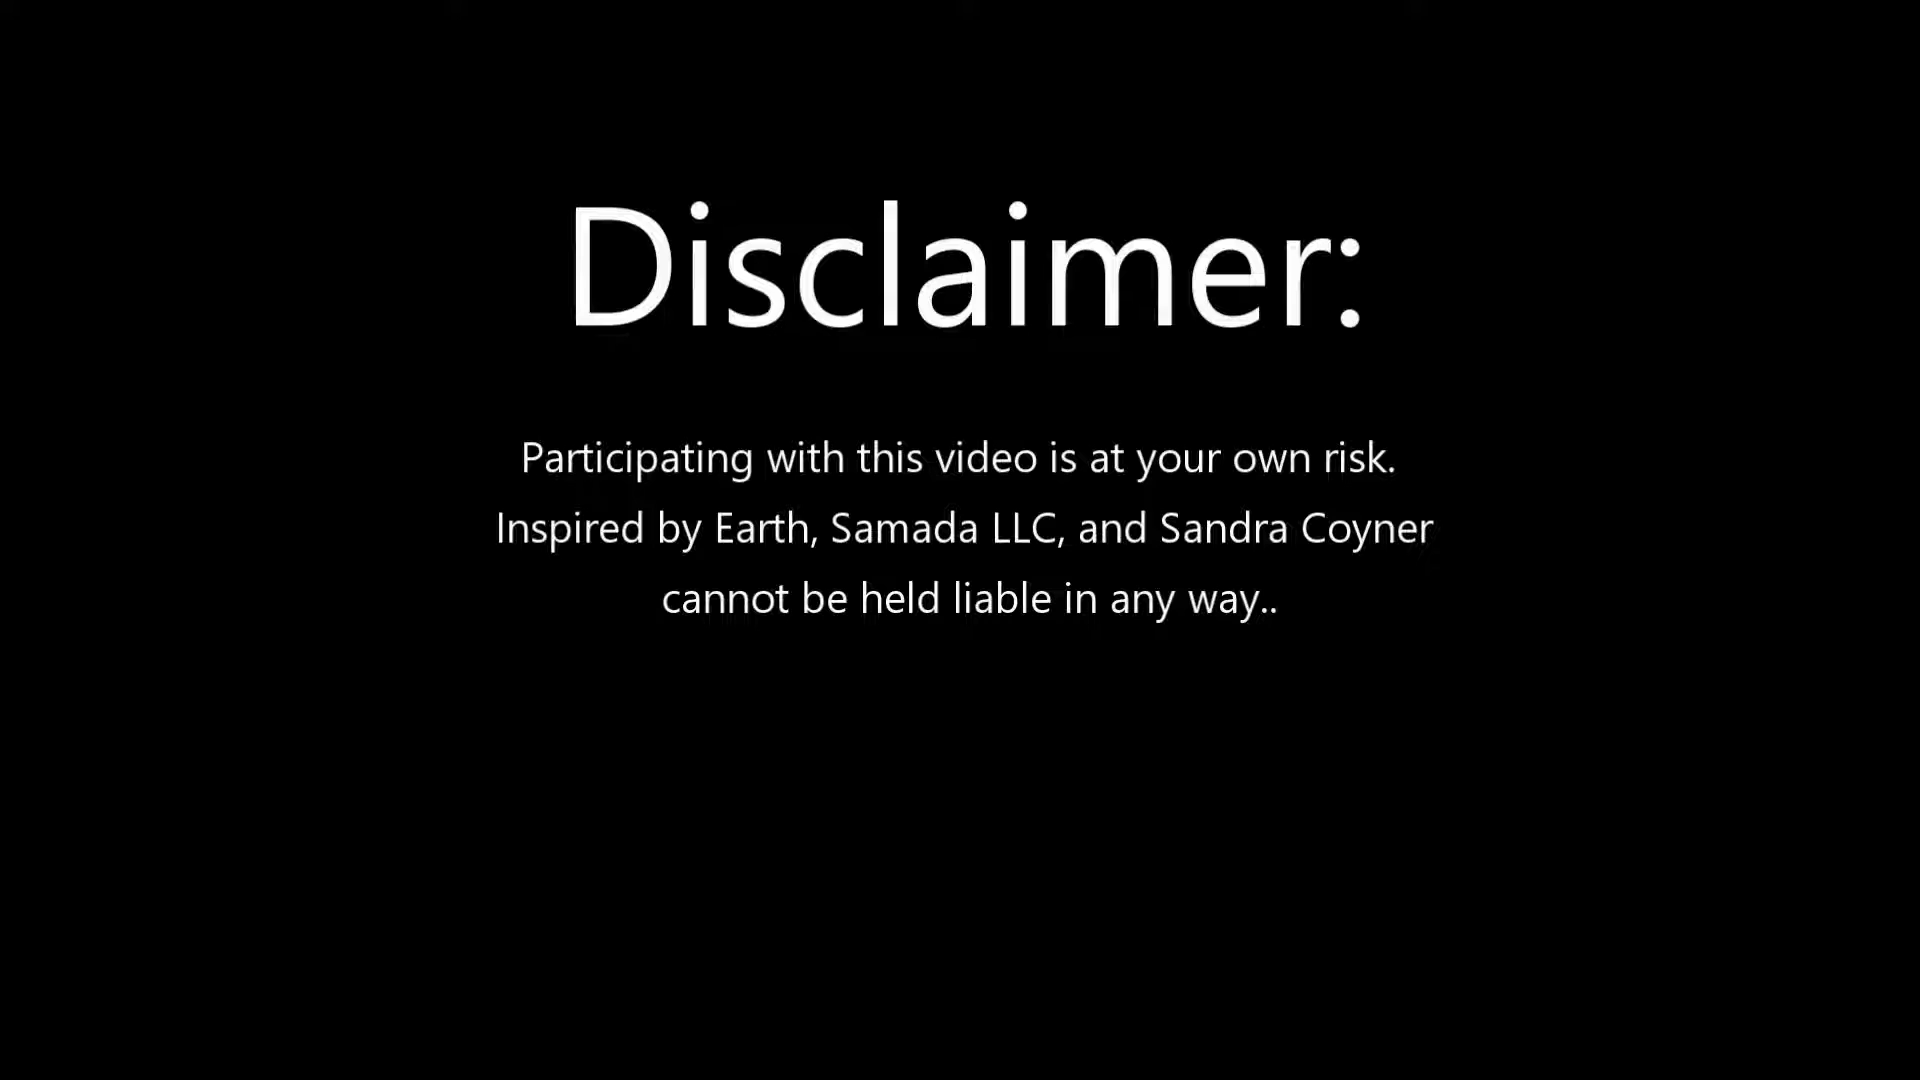 Disclaimer:
Participating with this video is at your own risk.
Inspired by Earth, Samada LLC, and Sandra Coyner
cannot be held liable in any way..